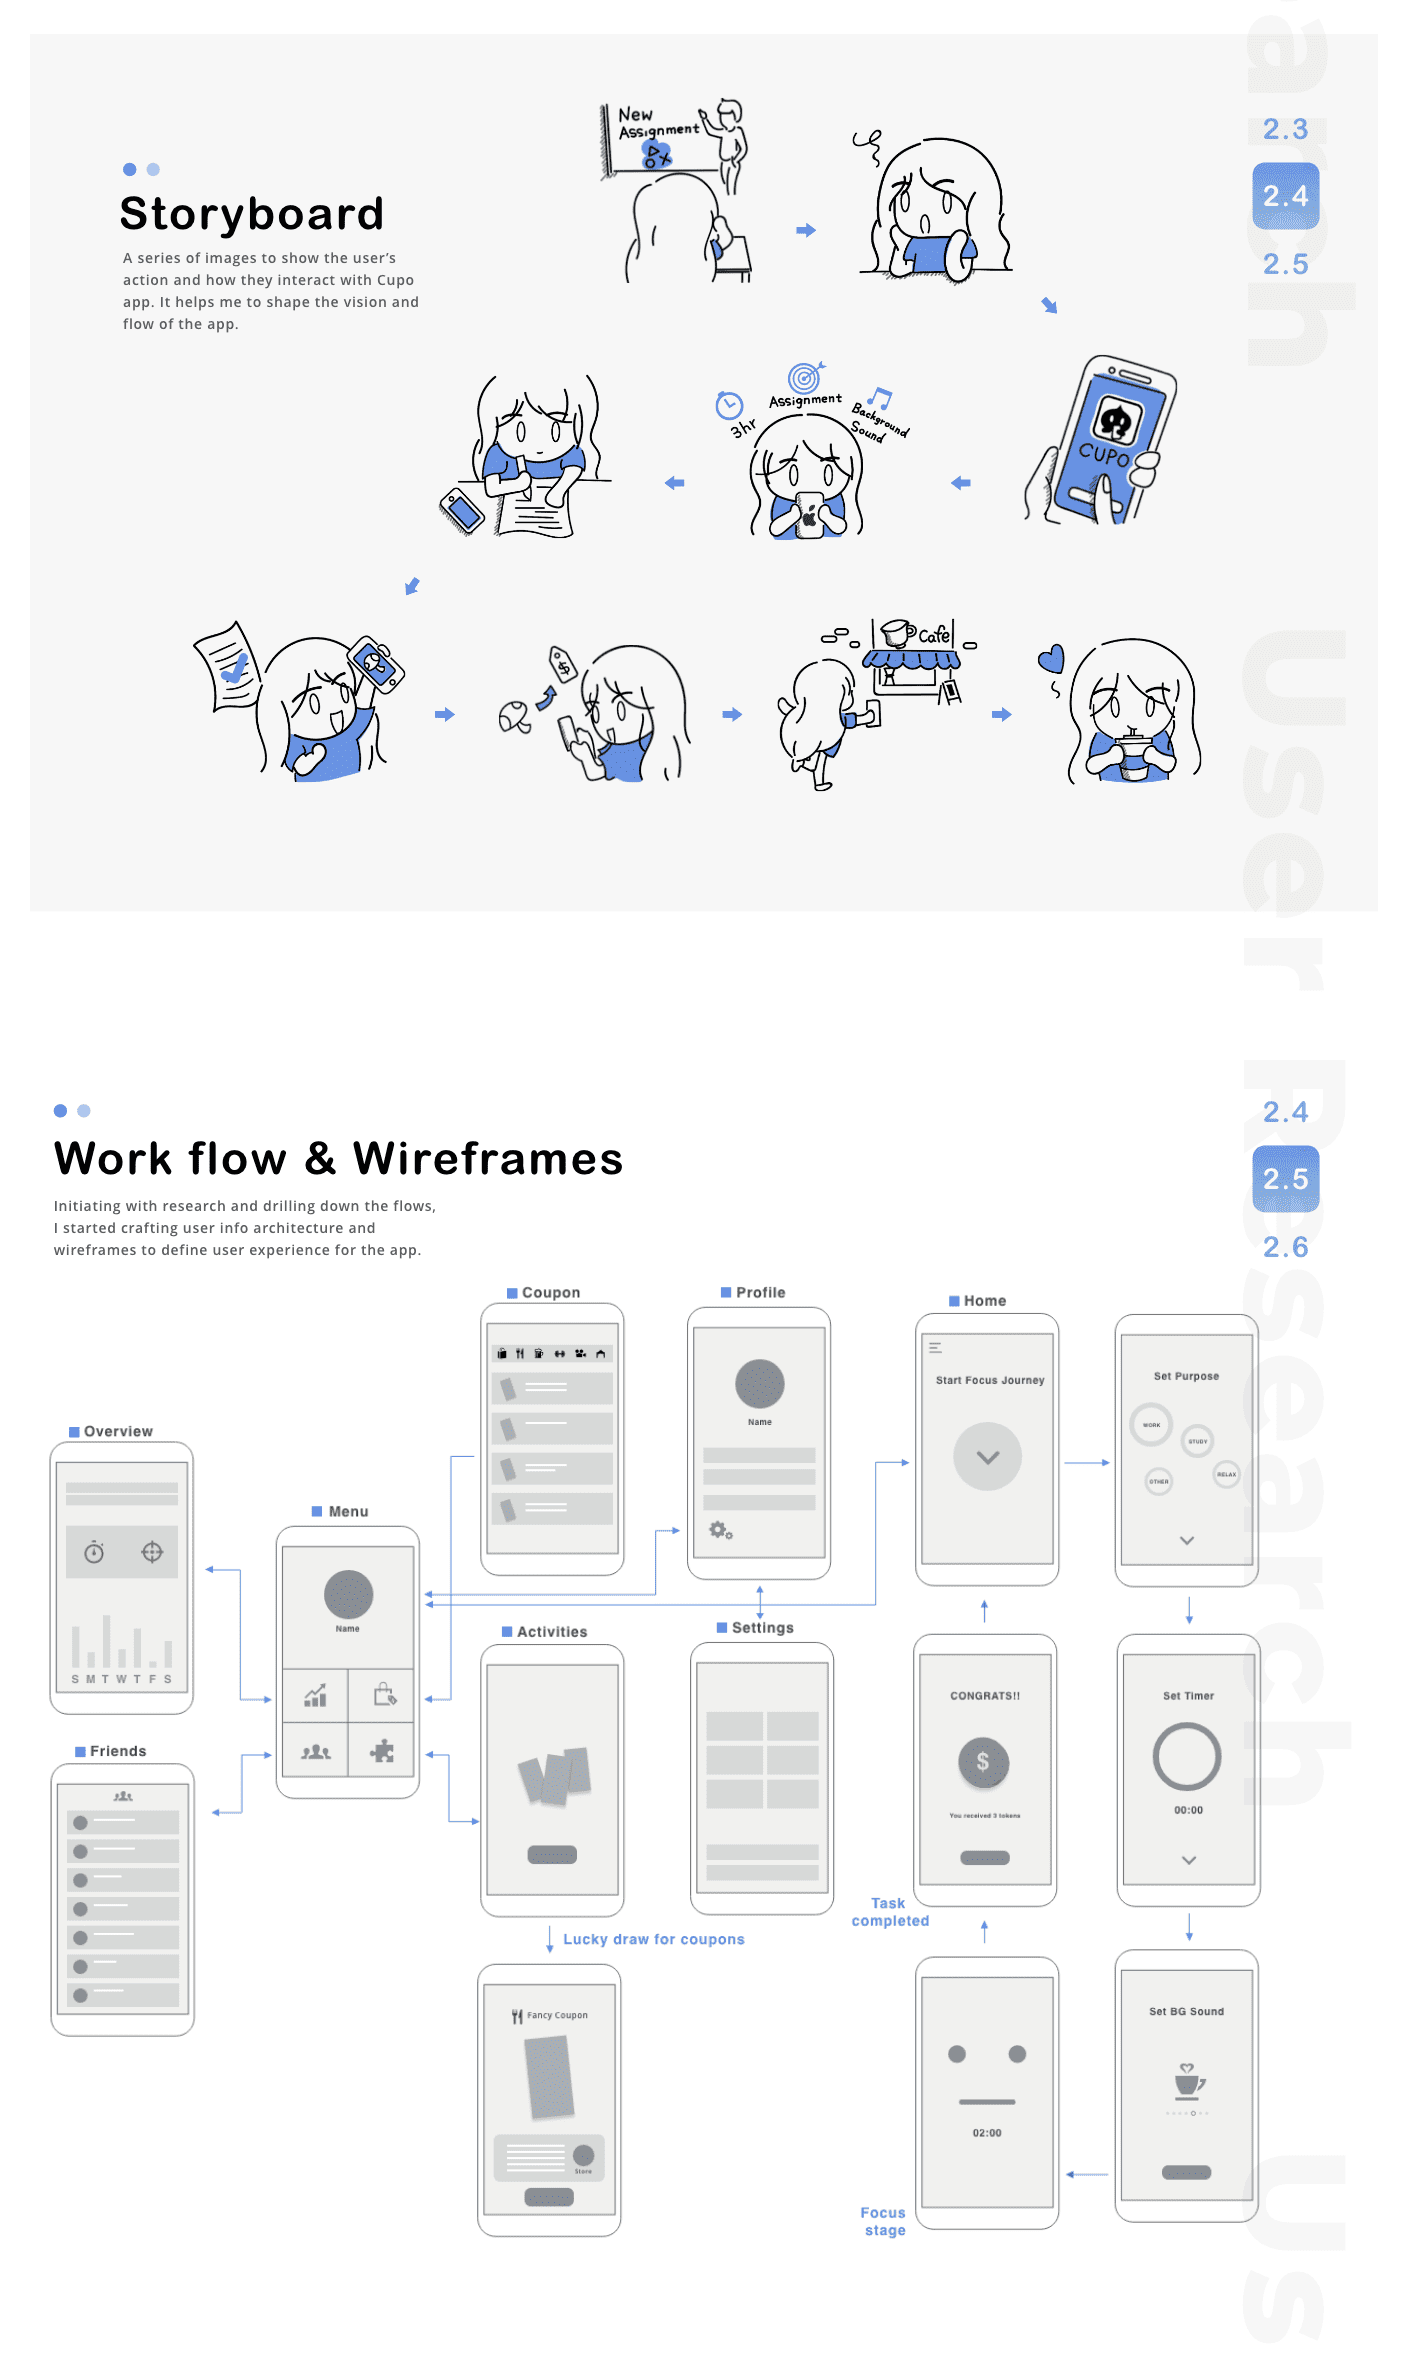 2.3
2.4
2.5
Storyboard
A series of images to show the user's
action and how they interact with Cupo
app. It helps me to shape the vision and
flow of the app.
New
Assignment
3hr
Assignment
Background
Sound
CUPO
$
Cafe
User Research
2.4
2.5
2.6
Work flow & Wireframes
Initiating with research and drilling down the flows,
I started crafting user info architecture and
wireframes to define user experience for the app.
Coupon
Profile
Name
Home
Start Focus Journey
Set Purpose
WORK
STUDY
OTHER
RELAX
Overview
S M T W T F S
Menu
Name
Friends
Activities
Settings
CONGRATS!!
$
You received 3 tokens
Set Timer
00:00
Task
completed
Lucky draw for coupons
Fancy Coupon
Store
02:00
Focus
stage
Set BG Sound
Us